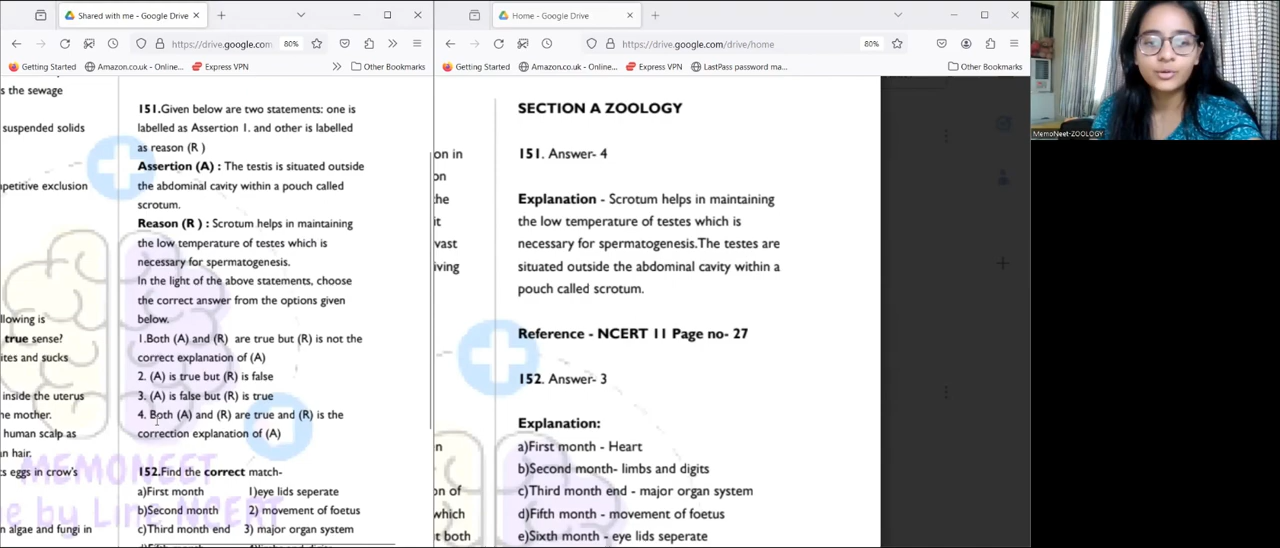 Shared with me - Google Drive
Home - Google Drive
https://drive.google.com
80%
https://drive.google.com/drive/home
80%
Getting Started
Amazon.co.uk - Online...
Express VPN
Other Bookmarks
Getting Started
Amazon.co.uk - Online...
Express VPN
LastPass password ma...
Other Bookmarks
s the sewage
suspended solids
petitive exclusion
llowing is
true sense?
ites and sucks
inside the uterus
ne mother.
human scalp as
an hair.
ts eggs in crow's
n algae and fungi in
151.Given below are two statements: one is
labelled as Assertion 1. and other is labelled
as reason (R )
Assertion (A) : The testis is situated outside
the abdominal cavity within a pouch called
scrotum.
Reason (R ) : Scrotum helps in maintaining
the low temperature of testes which is
necessary for spermatogenesis.
In the light of the above statements, choose
the correct answer from the options given
below.
1.Both (A) and (R) are true but (R) is not the
correct explanation of (A)
2. (A) is true but (R) is false
3. (A) is false but (R) is true
4. Both (A) and (R) are true and (R) is the
correction explanation of (A)
152.Find the correct match-
a)First month 1)eye lids seperate
b)Second month 2) movement of foetus
c)Third month end 3) major organ system
MEMONEET
e by Line NCERT
on in
on
the
it
vast
iving
n
on of
which
t both
SECTION A ZOOLOGY
151. Answer- 4
Explanation - Scrotum helps in maintaining
the low temperature of testes which is
necessary for spermatogenesis.The testes are
situated outside the abdominal cavity within a
pouch called scrotum.
Reference - NCERT 11 Page no- 27
152. Answer- 3
Explanation:
a)First month - Heart
b)Second month- limbs and digits
c)Third month end - major organ system
d)Fifth month - movement of foetus
e)Sixth month - eye lids seperate
MemoNeet-ZOOLOGY